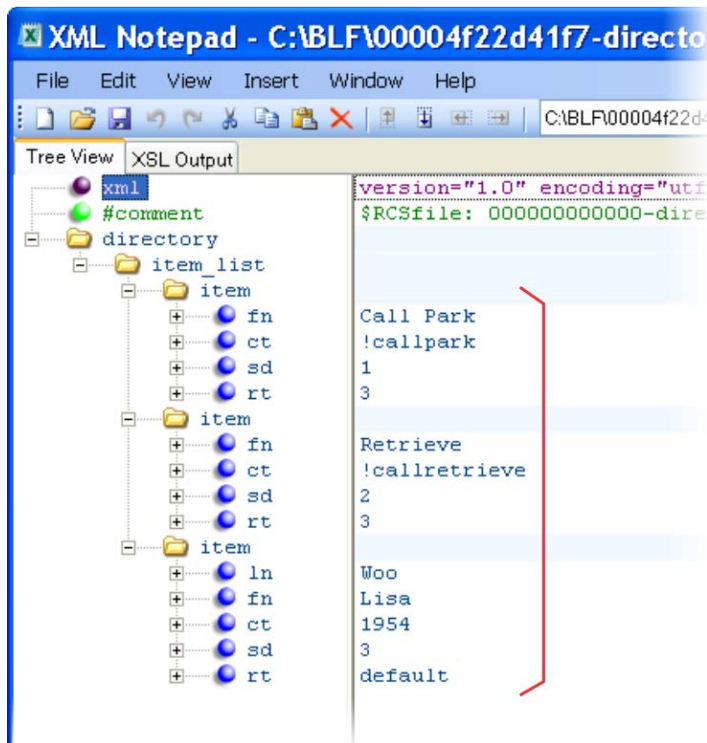 XML Notepad - C:\BLF\00004f22d41f7-directo
File Edit View Insert Window Help
C:\BLF\00004f22d4
Tree View XSL Output
xml version="1.0" encoding="utf
#comment $RCSfile: 000000000000-dire
directory
item_list
item
fn Call Park
ct !callpark
sd 1
rt 3
item
fn Retrieve
ct !callretrieve
sd 2
rt 3
item
ln Woo
fn Lisa
ct 1954
sd 3
rt default